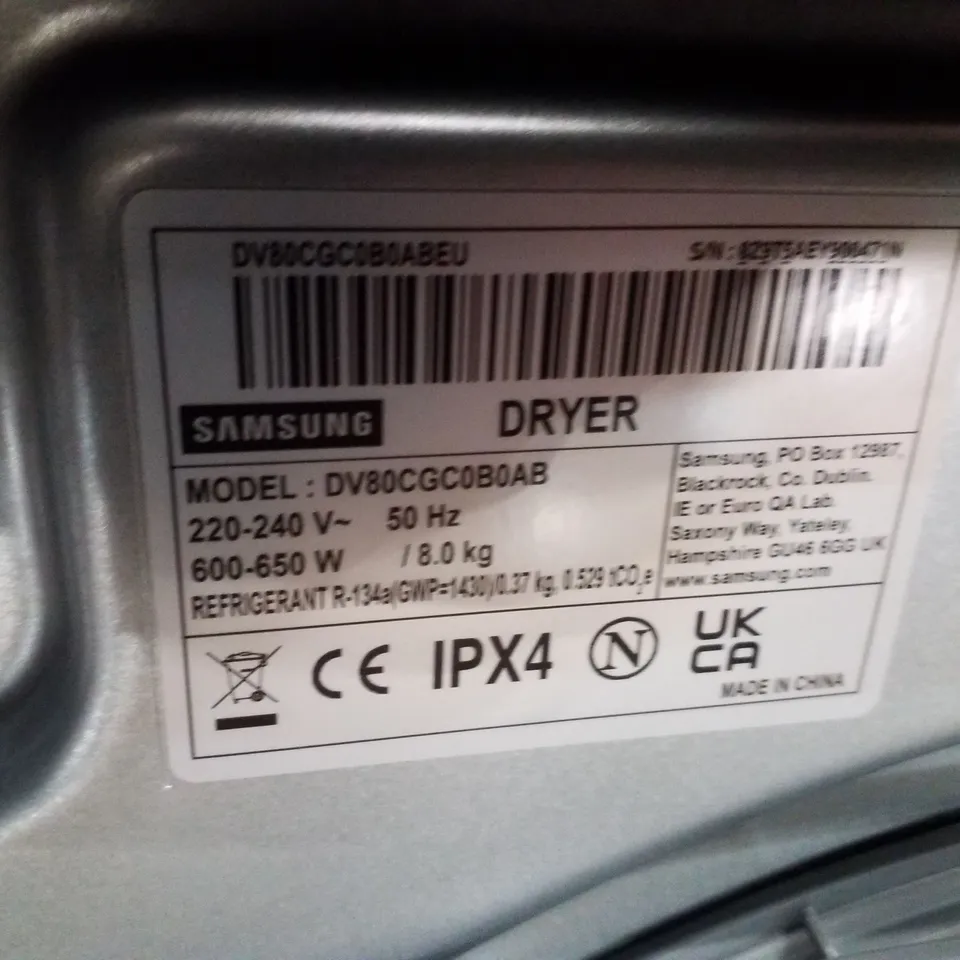 DV80CGC0B0ABEU
S/N :
SAMSUNG
DRYER
MODEL : DV80CGC0B0AB
220-240 V~ 50 Hz
600-650 W / 8.0 kg
REFRIGERANT R-134a(GWP=1430)/0.37 kg, 0.529 tCO₂e
Samsung, PO Box 12987,
Blackrock, Co. Dublin.
IE or Euro QA Lab.
Saxony Way, Yateley,
Hampshire GU46 6GG UK
www.samsung.com
CE IPX4 N UK
CA
MADE IN CHINA